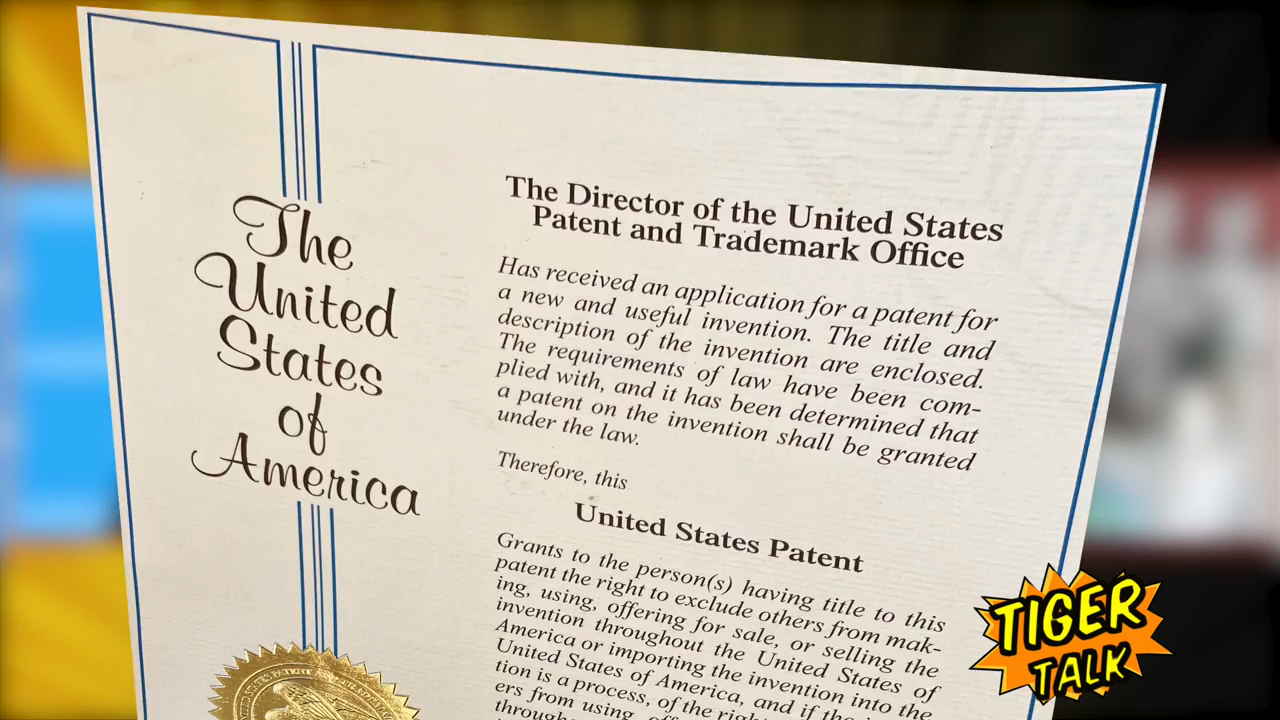 The
United
States
of
America
The Director of the United States
Patent and Trademark Office
Has received an application for a patent for
a new and useful invention. The title and
description of the invention are enclosed.
The requirements of law have been com-
plied with, and it has been determined that
a patent on the invention shall be granted
under the law.
Therefore, this
United States Patent
Grants to the person(s) having title to this
patent the right to exclude others from mak-
ing, using, offering for sale, or selling the
invention throughout the United States of
America or importing the invention into the
United States of America, and if the
tion is a process, of the right
ers from using, off
through
TIGER
TALK